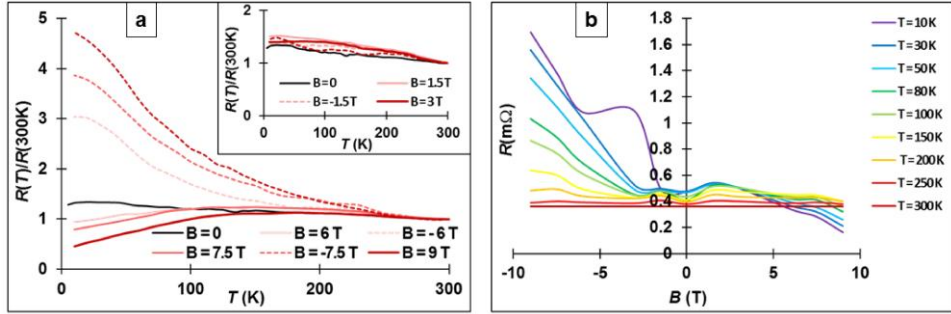 a
R(T)/R(300K)
5
4
3
2
1
0
0
100
200
300
T (K)
B=0
B=6 T
B=-6 T
B=7.5 T
B=-7.5 T
B=9 T
R(T)/R(300K)
2
1
0
0
100
200
300
T (K)
B=0
B=1.5T
B=-1.5T
B=3T
b
R(mΩ)
1.8
1.6
1.4
1.2
1
0.8
0.6
0.4
0.2
0
-10
-5
0
5
10
B (T)
T=10K
T=30K
T=50K
T=80K
T=100K
T=150K
T=200K
T=250K
T=300K